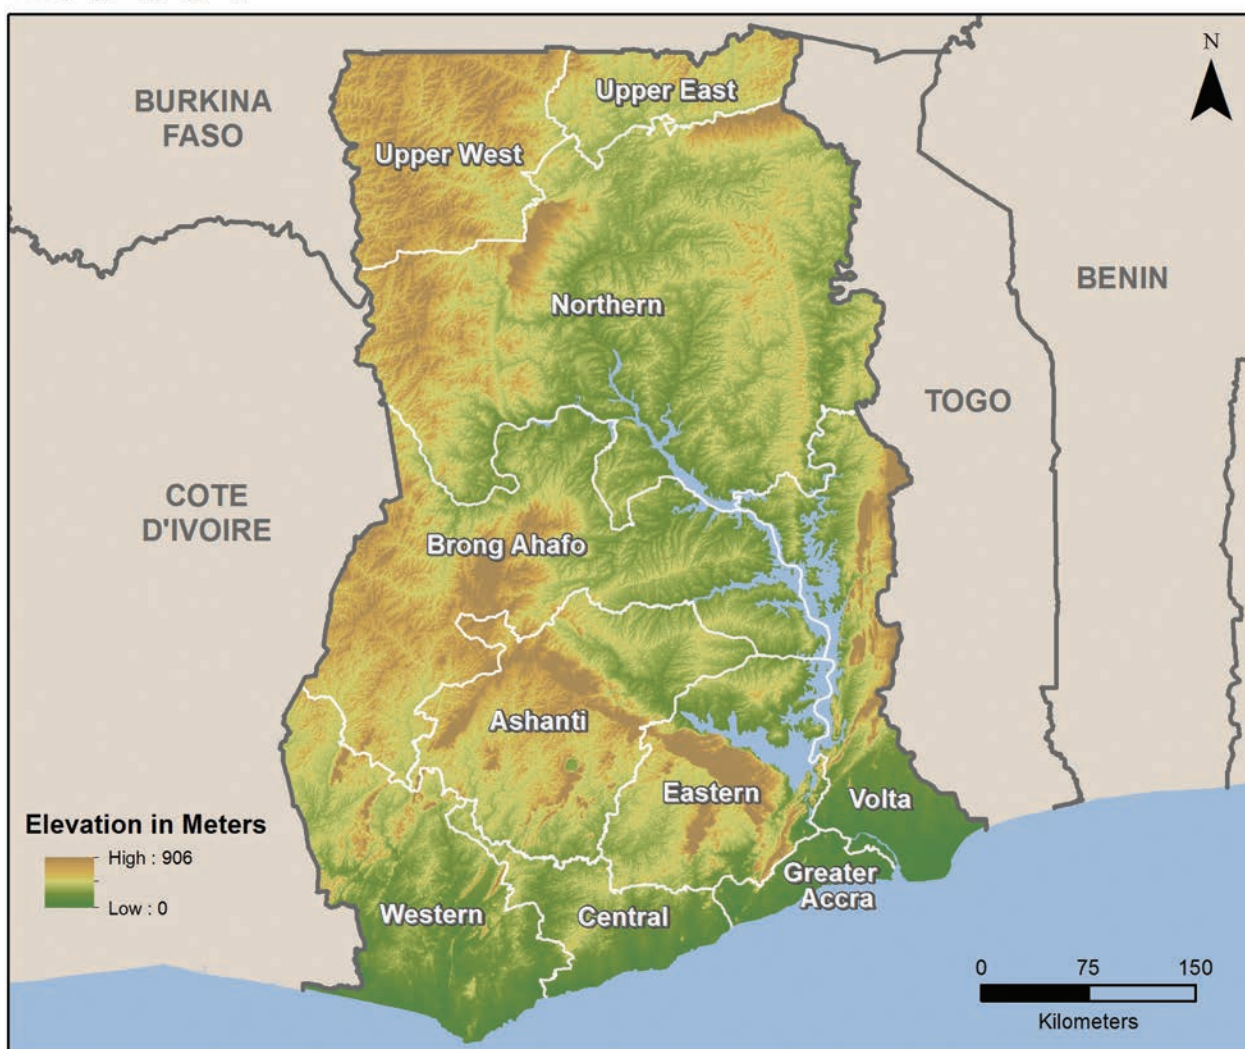 N
BURKINA
FASO
Upper East
Upper West
BENIN
Northern
TOGO
COTE
D'IVOIRE
Brong Ahafo
Ashanti
Eastern
Volta
Elevation in Meters
High : 906
Low : 0
Greater
Accra
Western
Central
0 75 150
Kilometers